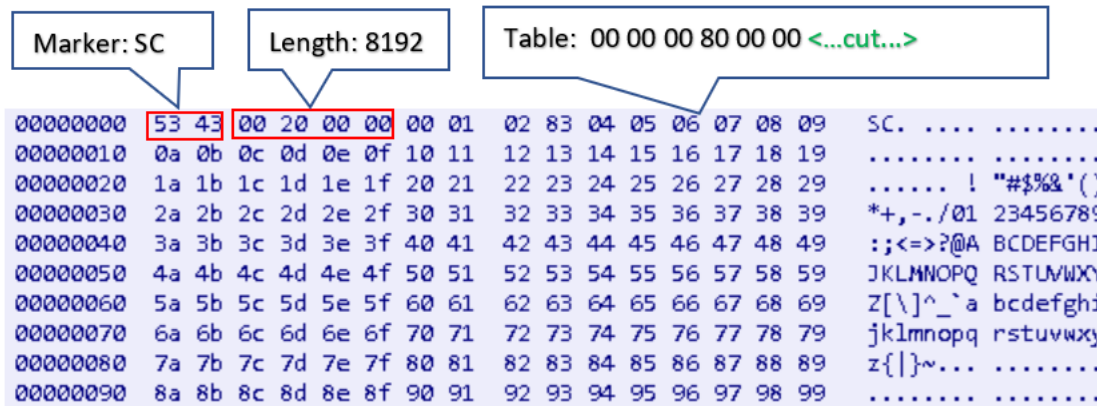 Marker: SC
Length: 8192
Table: 00 00 00 80 00 00 <...cut...>
00000000 53 43 00 20 00 00 00 01 02 83 04 05 06 07 08 09 SC. .... ........
00000010 0a 0b 0c 0d 0e 0f 10 11 12 13 14 15 16 17 18 19 ........ ........
00000020 1a 1b 1c 1d 1e 1f 20 21 22 23 24 25 26 27 28 29 ...... ! "#$%&'()
00000030 2a 2b 2c 2d 2e 2f 30 31 32 33 34 35 36 37 38 39 *+,-./01 23456789
00000040 3a 3b 3c 3d 3e 3f 40 41 42 43 44 45 46 47 48 49 :;<=>?@A BCDEFGHI
00000050 4a 4b 4c 4d 4e 4f 50 51 52 53 54 55 56 57 58 59 JKLMNOPQ RSTUVWXY
00000060 5a 5b 5c 5d 5e 5f 60 61 62 63 64 65 66 67 68 69 Z[\]^_`a bcdefghi
00000070 6a 6b 6c 6d 6e 6f 70 71 72 73 74 75 76 77 78 79 jklmnopq rstuvwxy
00000080 7a 7b 7c 7d 7e 7f 80 81 82 83 84 85 86 87 88 89 z{|}~... ........
00000090 8a 8b 8c 8d 8e 8f 90 91 92 93 94 95 96 97 98 99 ........ ........